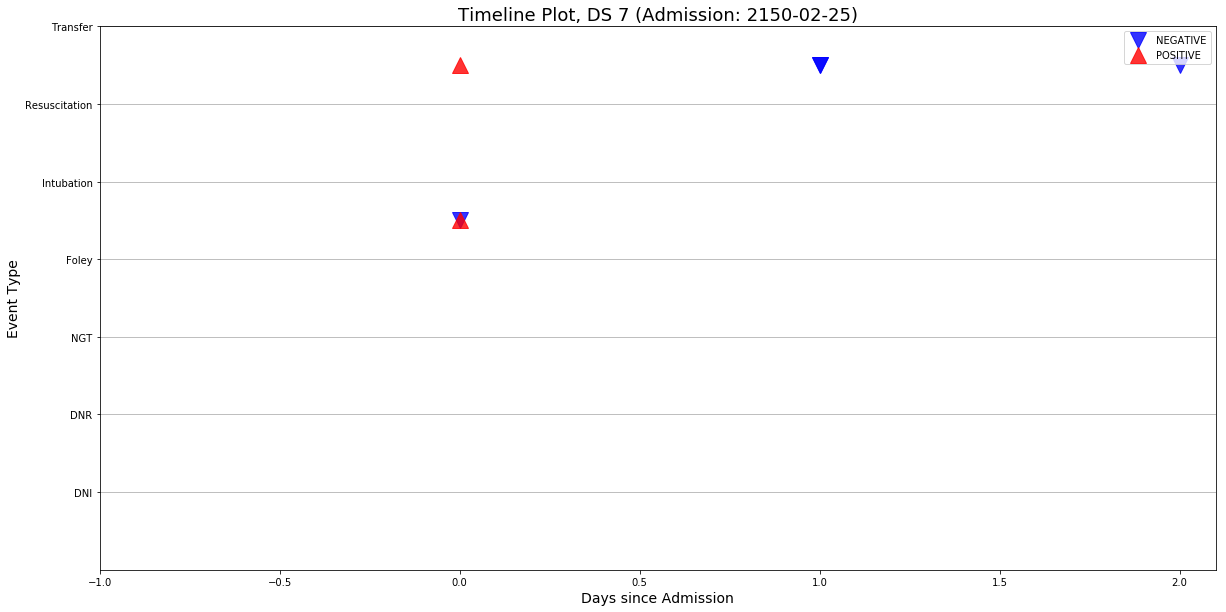 Timeline Plot, DS 7 (Admission: 2150-02-25)
Transfer
NEGATIVE
POSITIVE
Resuscitation
Intubation
Foley
NGT
DNR
DNI
Event Type
−1.0
−0.5
0.0
0.5
1.0
1.5
2.0
Days since Admission